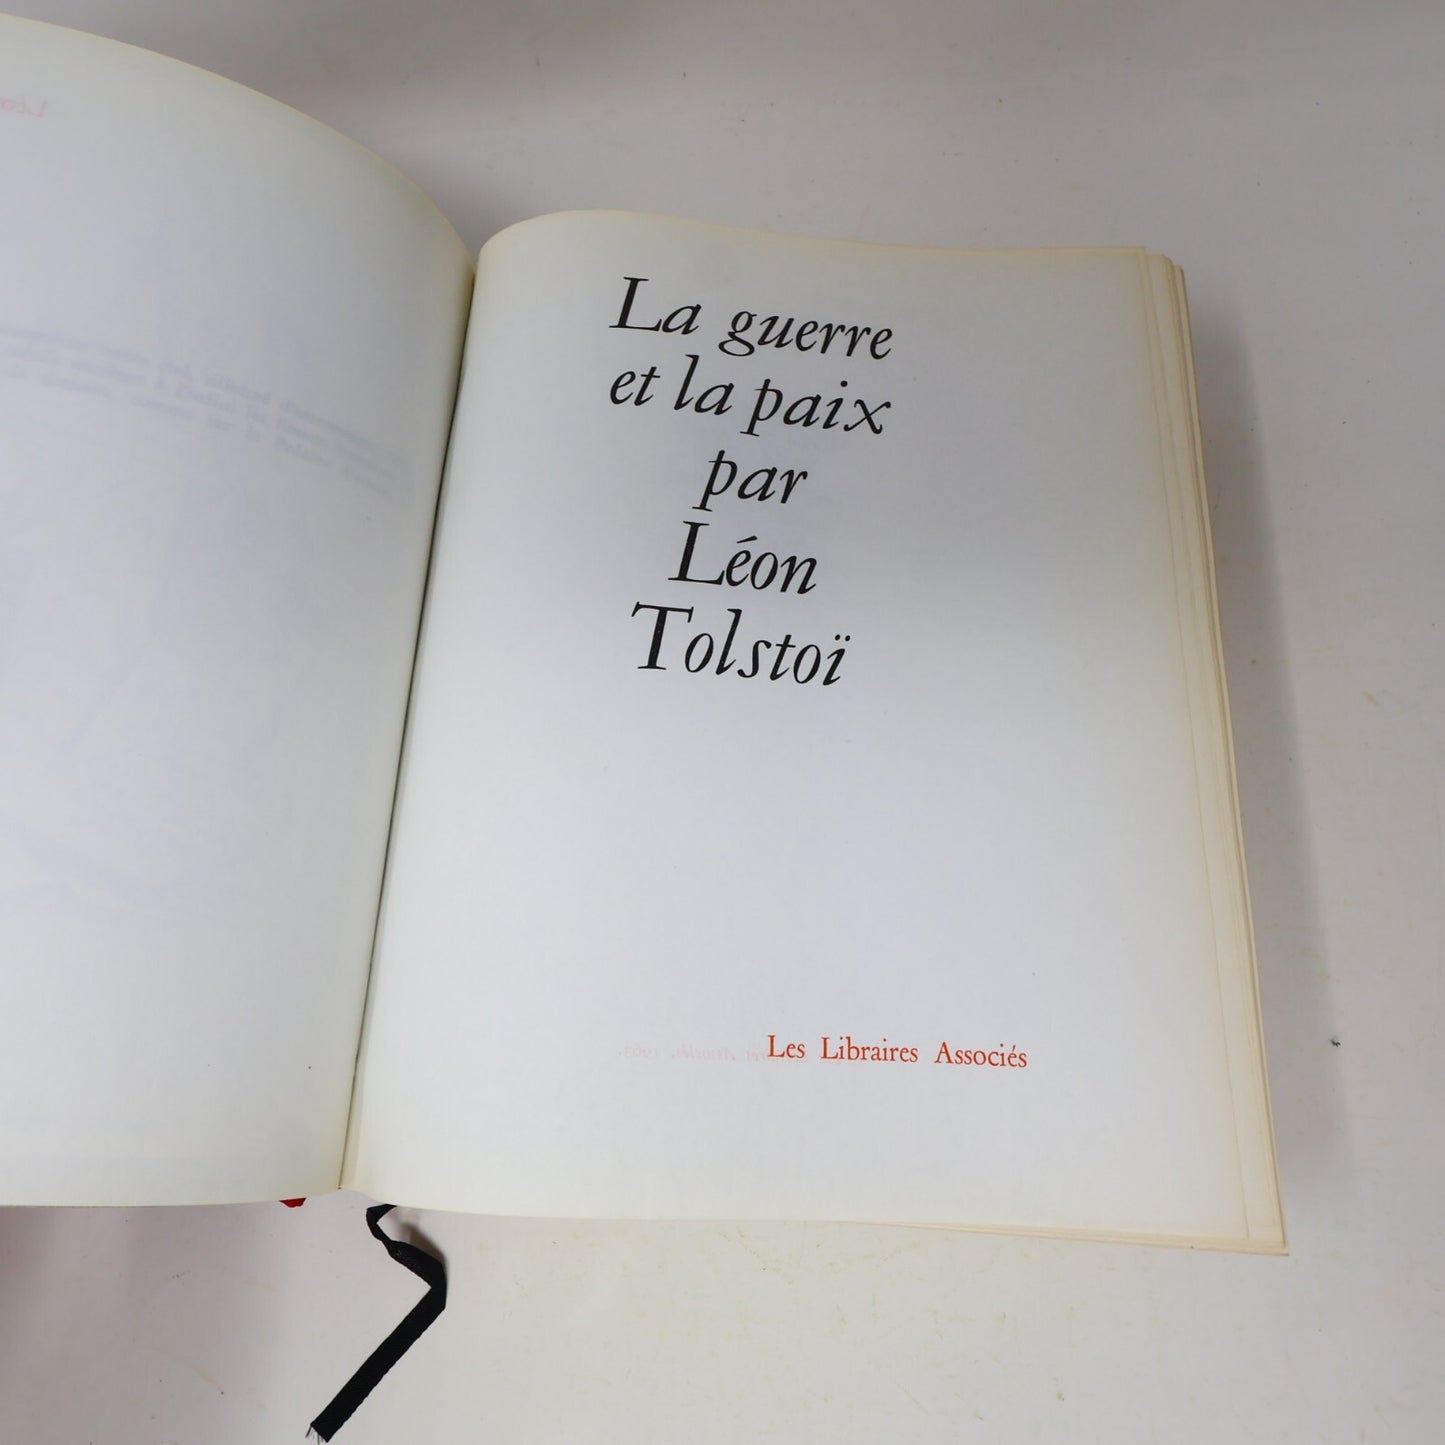 La guerre
et la paix
par
Léon
Tolstoï
Les Libraires Associés